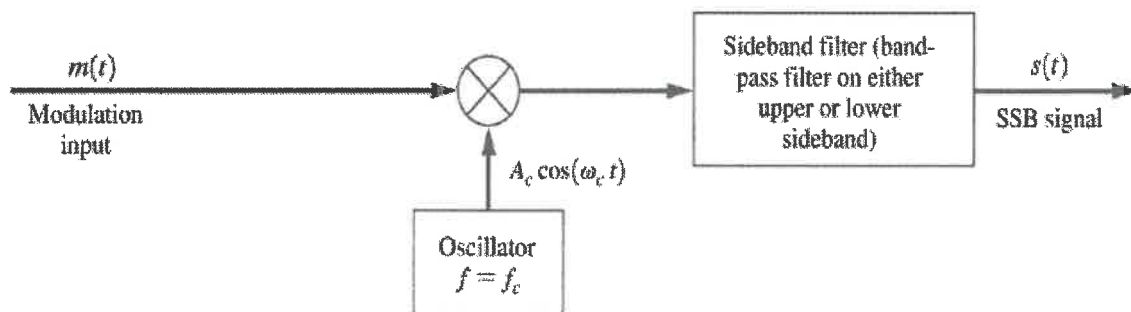 m(t)
Modulation
input
A_c cos(ω_c t)
Oscillator
f = f_c
Sideband filter (band-
pass filter on either
upper or lower
sideband)
s(t)
SSB signal